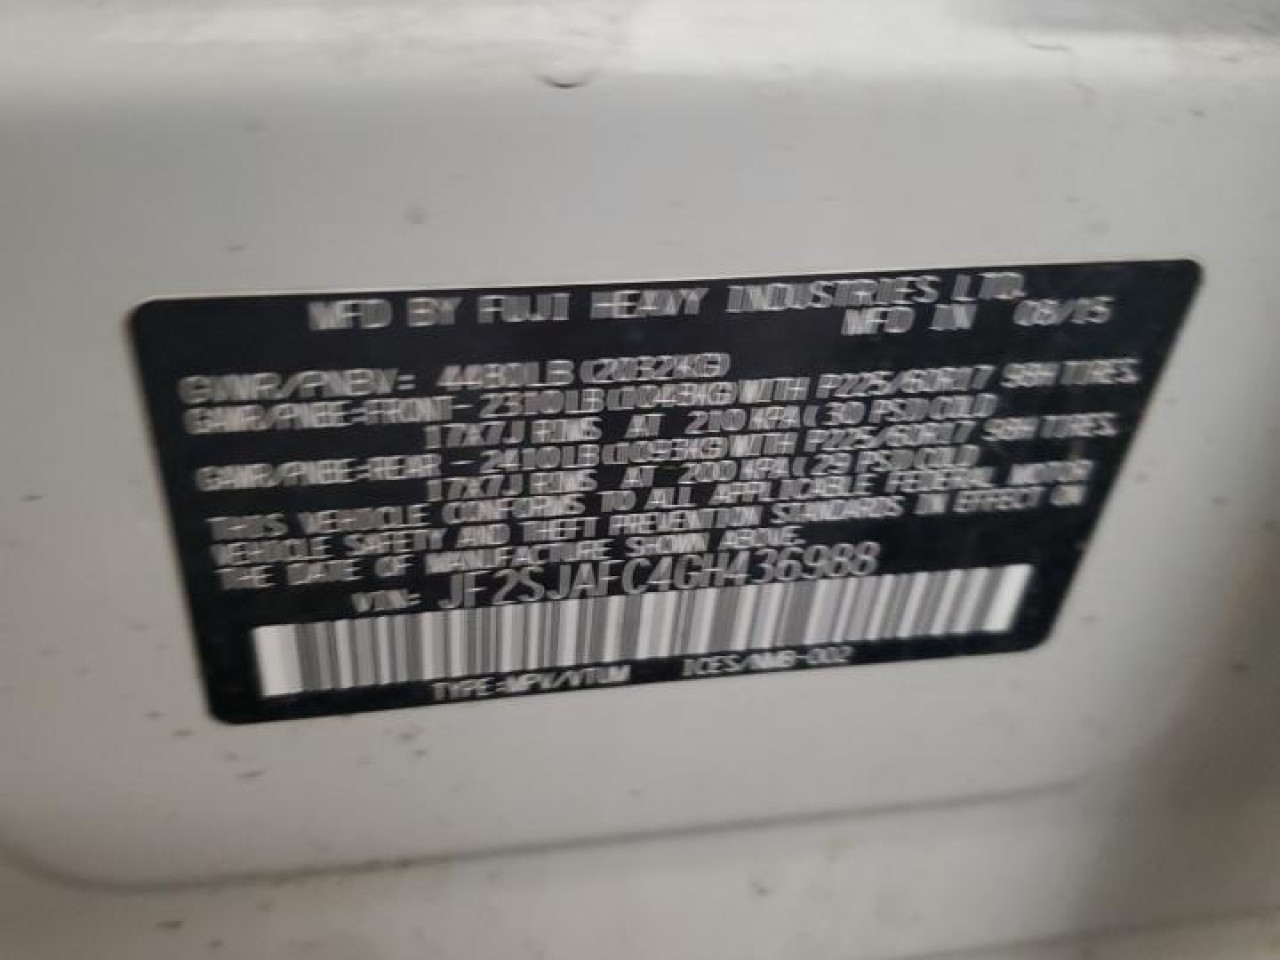 MFD BY FUJI HEAVY INDUSTRIES LTD.
MFD IN 08/15
GVWR/PNBV: 4480LB(2032KG)
GAWR/PNBE:FRONT-2310LB(1048KG)WITH P225/60R17 98H TIRES.
17X7J RIMS AT 210 KPA( 30 PSI)COLD
GAWR/PNBE:REAR -2410LB(1093KG)WITH P225/60R17 98H TIRES.
17X7J RIMS AT 200 KPA( 29 PSI)COLD
THIS VEHICLE CONFORMS TO ALL APPLICABLE FEDERAL MOTOR
VEHICLE SAFETY AND THEFT PREVENTION STANDARDS IN EFFECT ON
THE DATE OF MANUFACTURE SHOWN ABOVE.
VIN: JF2SJAFC4GH436988
TYPE:MPV/VTUM ICES/NMB-002